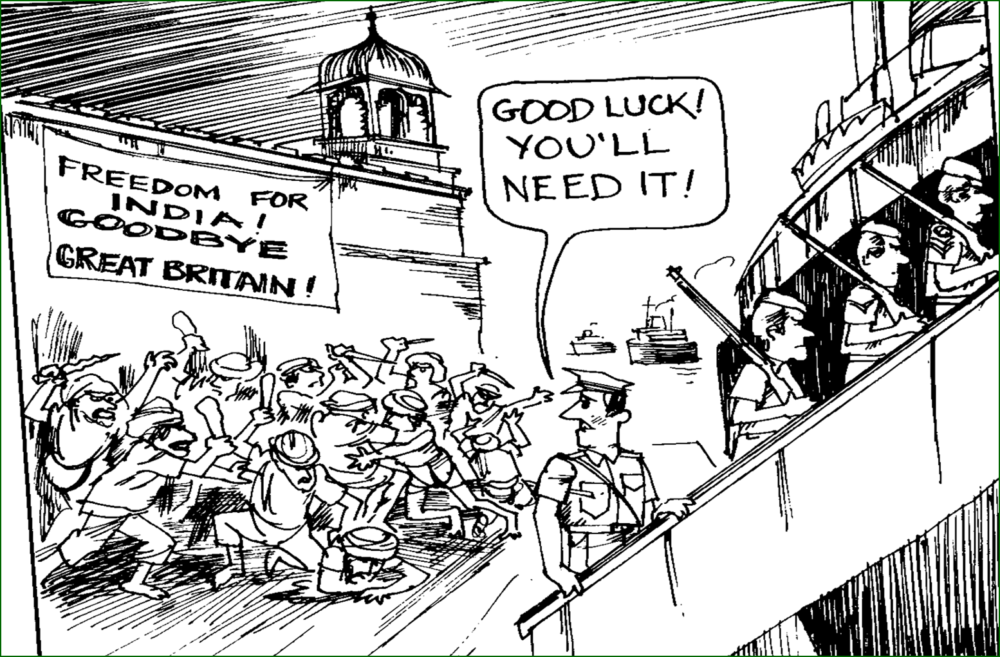 FREEDOM FOR
INDIA!
GOODBYE
GREAT BRITAIN!
GOOD LUCK!
YOU'LL
NEED IT!